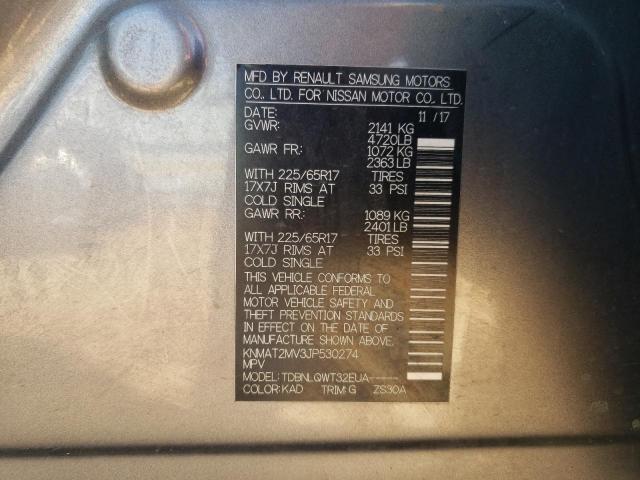 MFD BY RENAULT SAMSUNG MOTORS
CO., LTD. FOR NISSAN MOTOR CO., LTD.
DATE: 11 / 17
GVWR: 2141 KG
4720LB
GAWR FR: 1072 KG
2363LB
WITH 225/65R17 TIRES
17X7J RIMS AT 33 PSI
COLD SINGLE
GAWR RR: 1089 KG
2401LB
WITH 225/65R17 TIRES
17X7J RIMS AT 33 PSI
COLD SINGLE
THIS VEHICLE CONFORMS TO
ALL APPLICABLE FEDERAL
MOTOR VEHICLE SAFETY AND
THEFT PREVENTION STANDARDS
IN EFFECT ON THE DATE OF
MANUFACTURE SHOWN ABOVE.
KNMAT2MV3JP530274
MPV
MODEL: TDBNLQWT32EUA-----
COLOR: KAD TRIM: G ZS30A